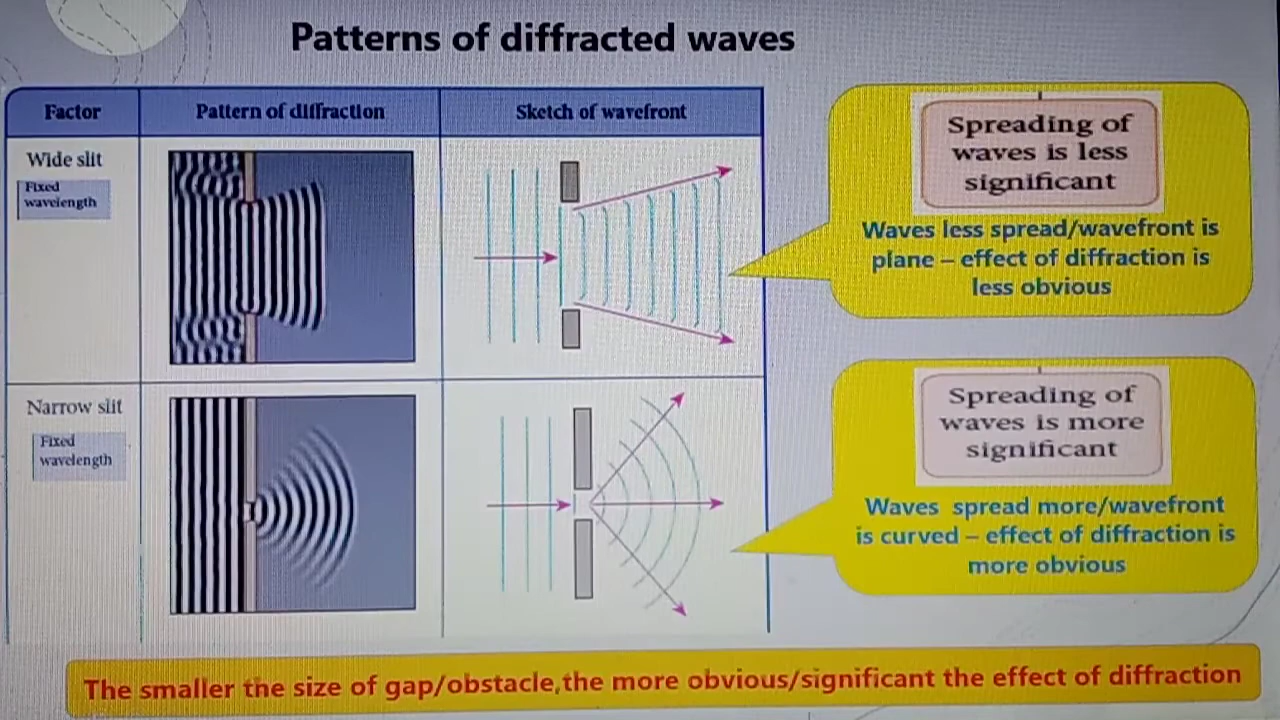 Patterns of diffracted waves
Factor
Pattern of diffraction
Sketch of wavefront
Wide slit
Fixed
wavelength
Spreading of
waves is less
significant
Waves less spread/wavefront is
plane – effect of diffraction is
less obvious
Narrow slit
Fixed
wavelength
Spreading of
waves is more
significant
Waves spread more/wavefront
is curved – effect of diffraction is
more obvious
The smaller the size of gap/obstacle,the more obvious/significant the effect of diffraction